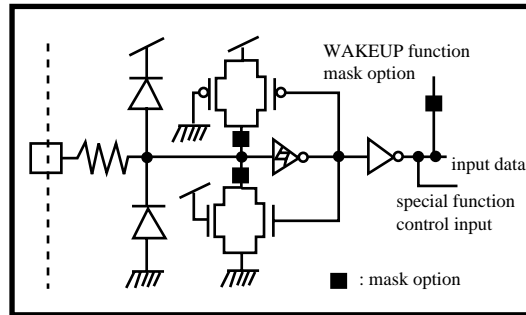 WAKEUP function
mask option
input data
special function
control input
: mask option